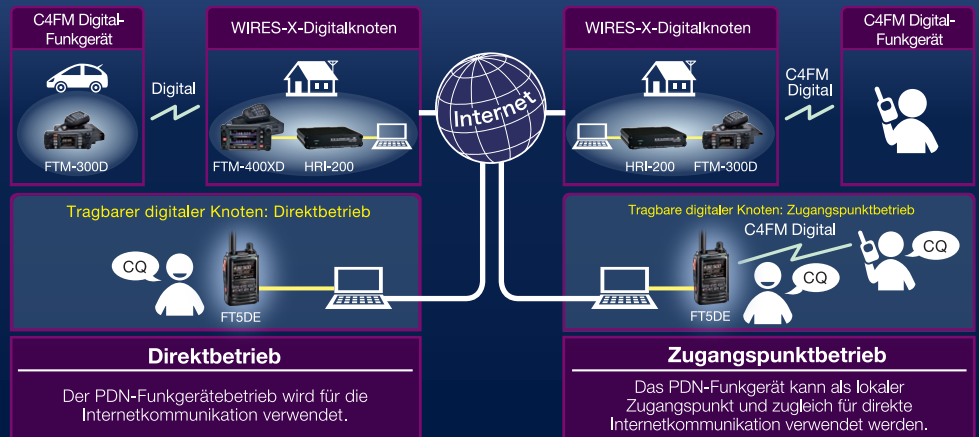 C4FM Digital-
Funkgerät
WIRES-X-Digitalknoten
WIRES-X-Digitalknoten
C4FM Digital-
Funkgerät
Digital
Internet
C4FM
Digital
FTM-300D
FTM-400XD
HRI-200
HRI-200
FTM-300D
Tragbarer digitaler Knoten: Direktbetrieb
CQ
FT5DE
Tragbare digitaler Knoten: Zugangspunktbetrieb
C4FM Digital
CQ
CQ
FT5DE
Direktbetrieb
Der PDN-Funkgerätebetrieb wird für die
Internetkommunikation verwendet.
Zugangspunktbetrieb
Das PDN-Funkgerät kann als lokaler
Zugangspunkt und zugleich für direkte
Internetkommunikation verwendet werden.